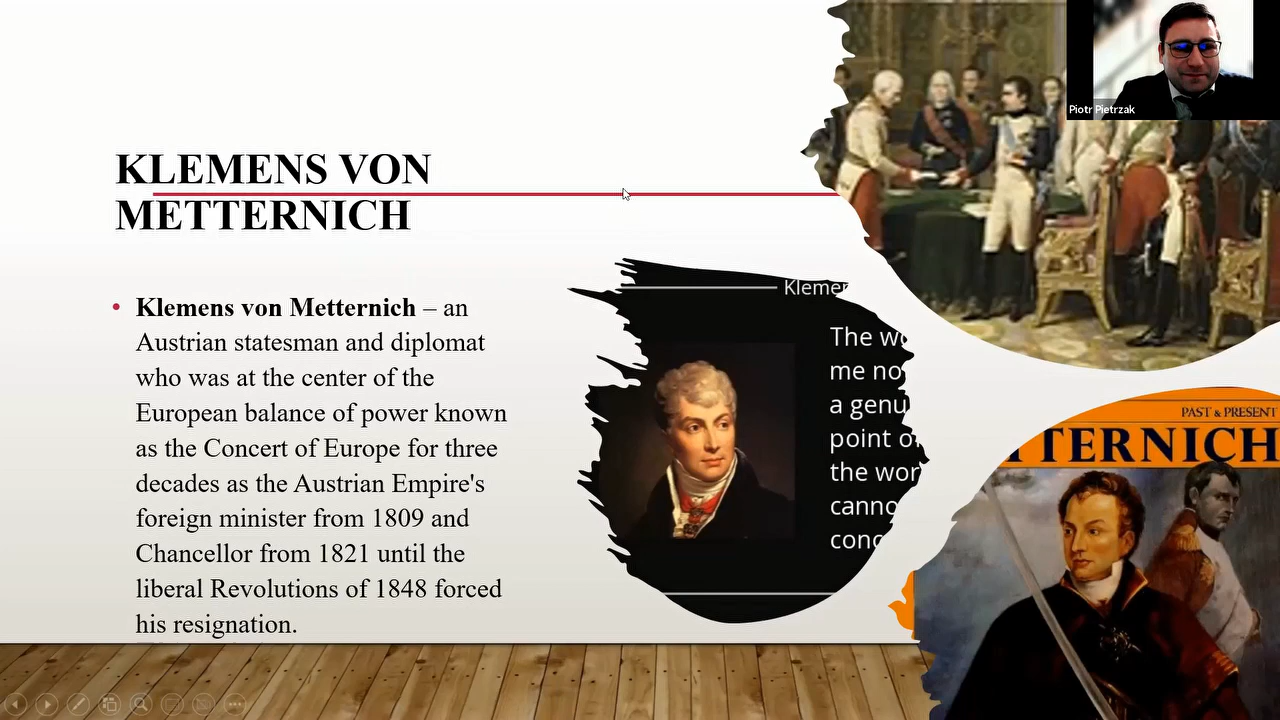 Piotr Pietrzak
KLEMENS VON
METTERNICH
• Klemens von Metternich – an
Austrian statesman and diplomat
who was at the center of the
European balance of power known
as the Concert of Europe for three
decades as the Austrian Empire's
foreign minister from 1809 and
Chancellor from 1821 until the
liberal Revolutions of 1848 forced
his resignation.
Klemen
The wo
me no
a genu
point o
the wor
canno
conc
PAST & PRESENT
TTERNICH